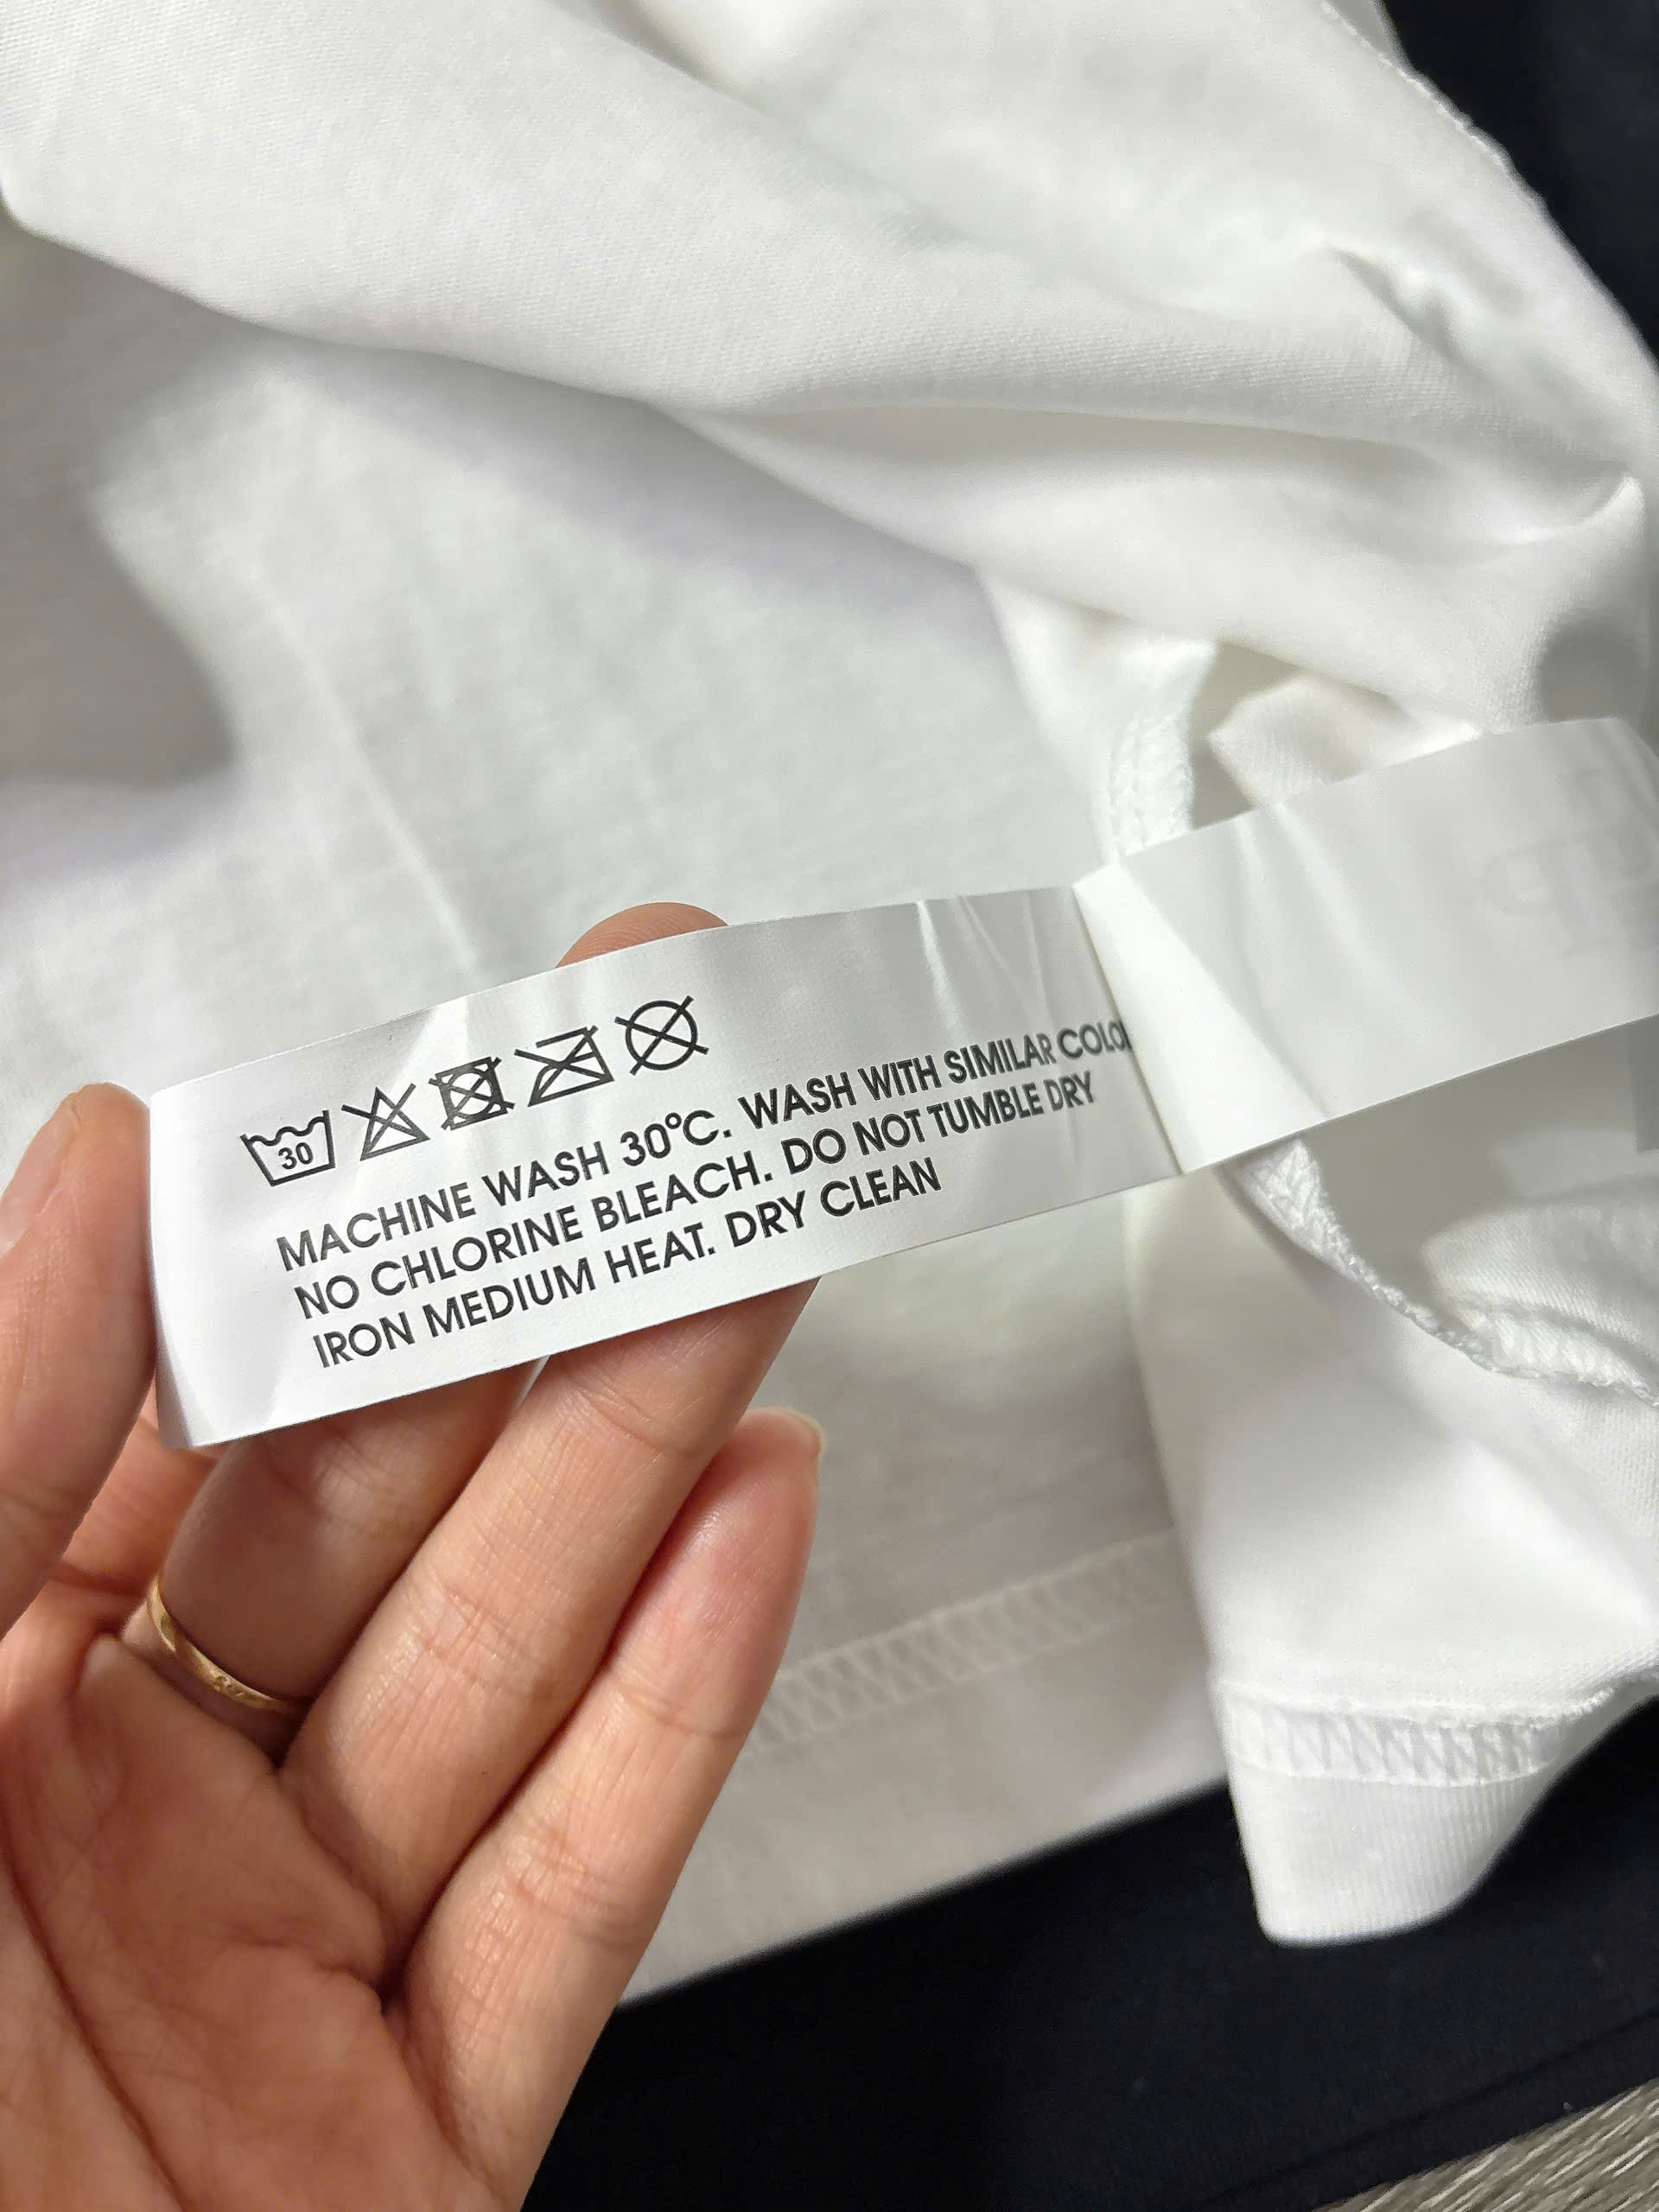 30
MACHINE WASH 30°C. WASH WITH SIMILAR
NO CHLORINE BLEACH. DO NOT TUMBLE DRY
IRON MEDIUM HEAT. DRY CLEAN